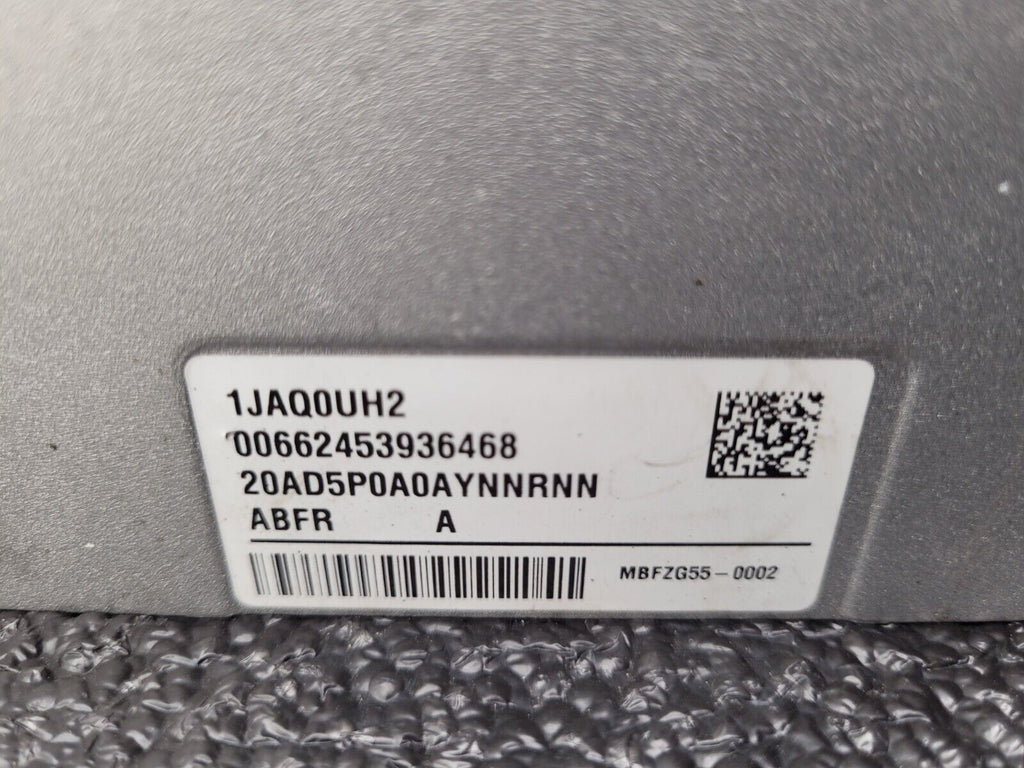 1JAQ0UH2
00662453936468
20AD5P0A0AYNNRNN
ABFR A
MBFZG55-0002